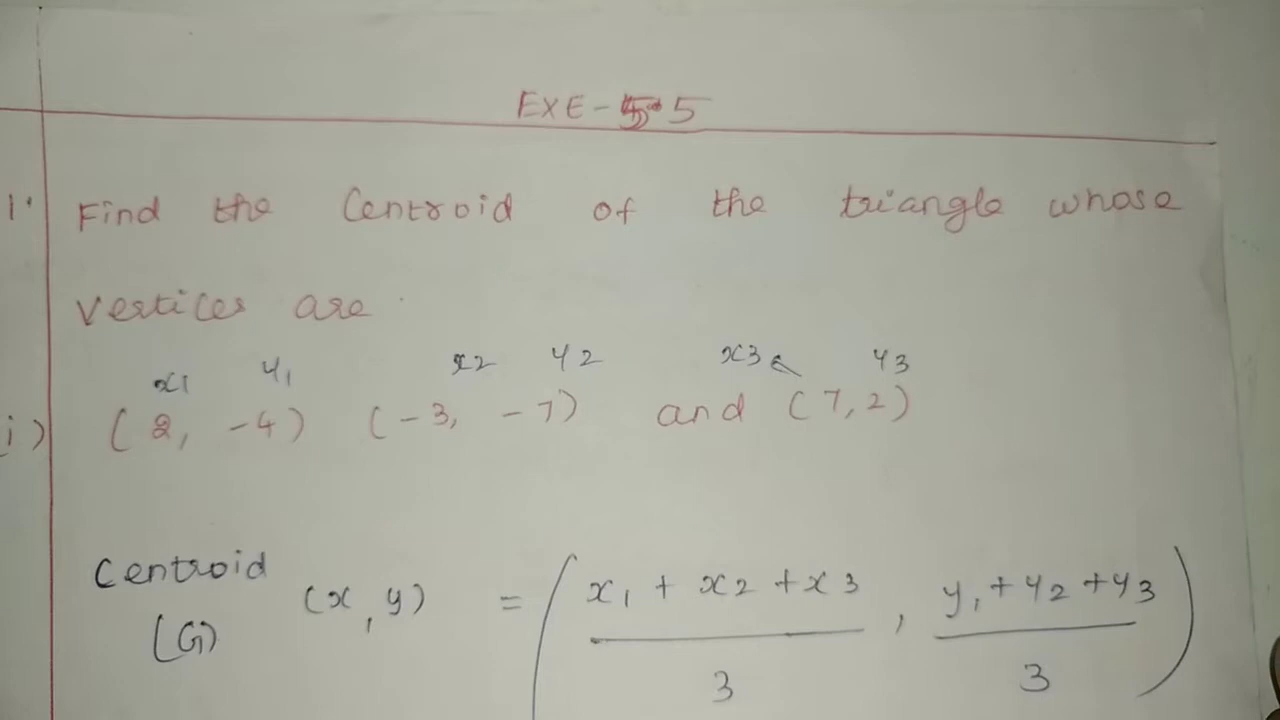 EXE - 5.5
1. Find the Centroid of the triangle whose
vertices are
x1 y1 x2 y2 x3 y3
i) (2, -4) (-3, -7) and (7,2)
Centroid (x, y) = ( x1 + x2 + x3 , y1 + y2 + y3 )
(G) 3 3